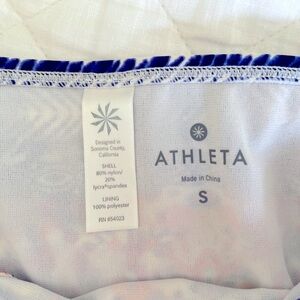 Designed in
Sonoma County,
California
SHELL
80% nylon/
20%
lycra®spandex
LINING
100% polyester
RN #54023
ATHLETA
Made in China
S